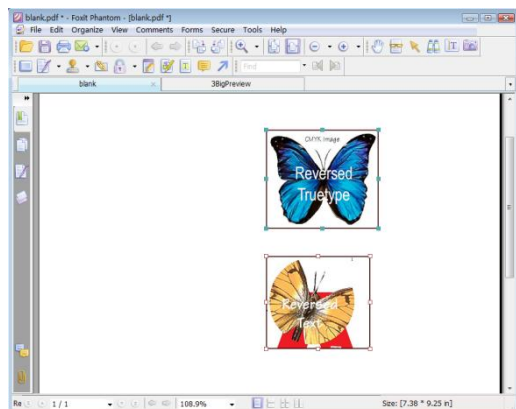 blank.pdf * - Foxit Phantom - [blank.pdf *]
File Edit Organize View Comments Forms Secure Tools Help
Find
blank
3BigPreview
CMYK Image
Reversed
Truetype
Reversed
Text
1 / 1
108.9%
Size: [7.38 * 9.25 in]